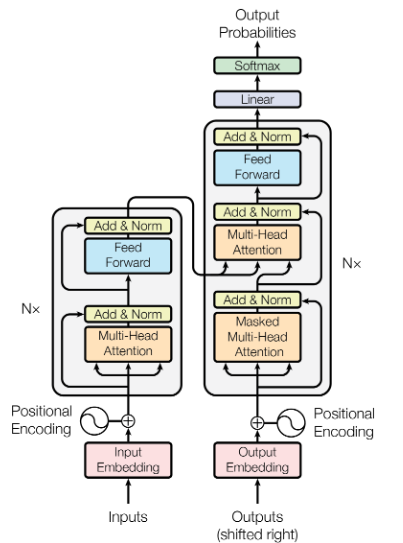 Output
Probabilities
Softmax
Linear
Add & Norm
Feed
Forward
Add & Norm
Multi-Head
Attention
Add & Norm
Masked
Multi-Head
Attention
Nx
Add & Norm
Feed
Forward
Add & Norm
Multi-Head
Attention
Nx
Positional
Encoding
Positional
Encoding
Input
Embedding
Output
Embedding
Inputs
Outputs
(shifted right)